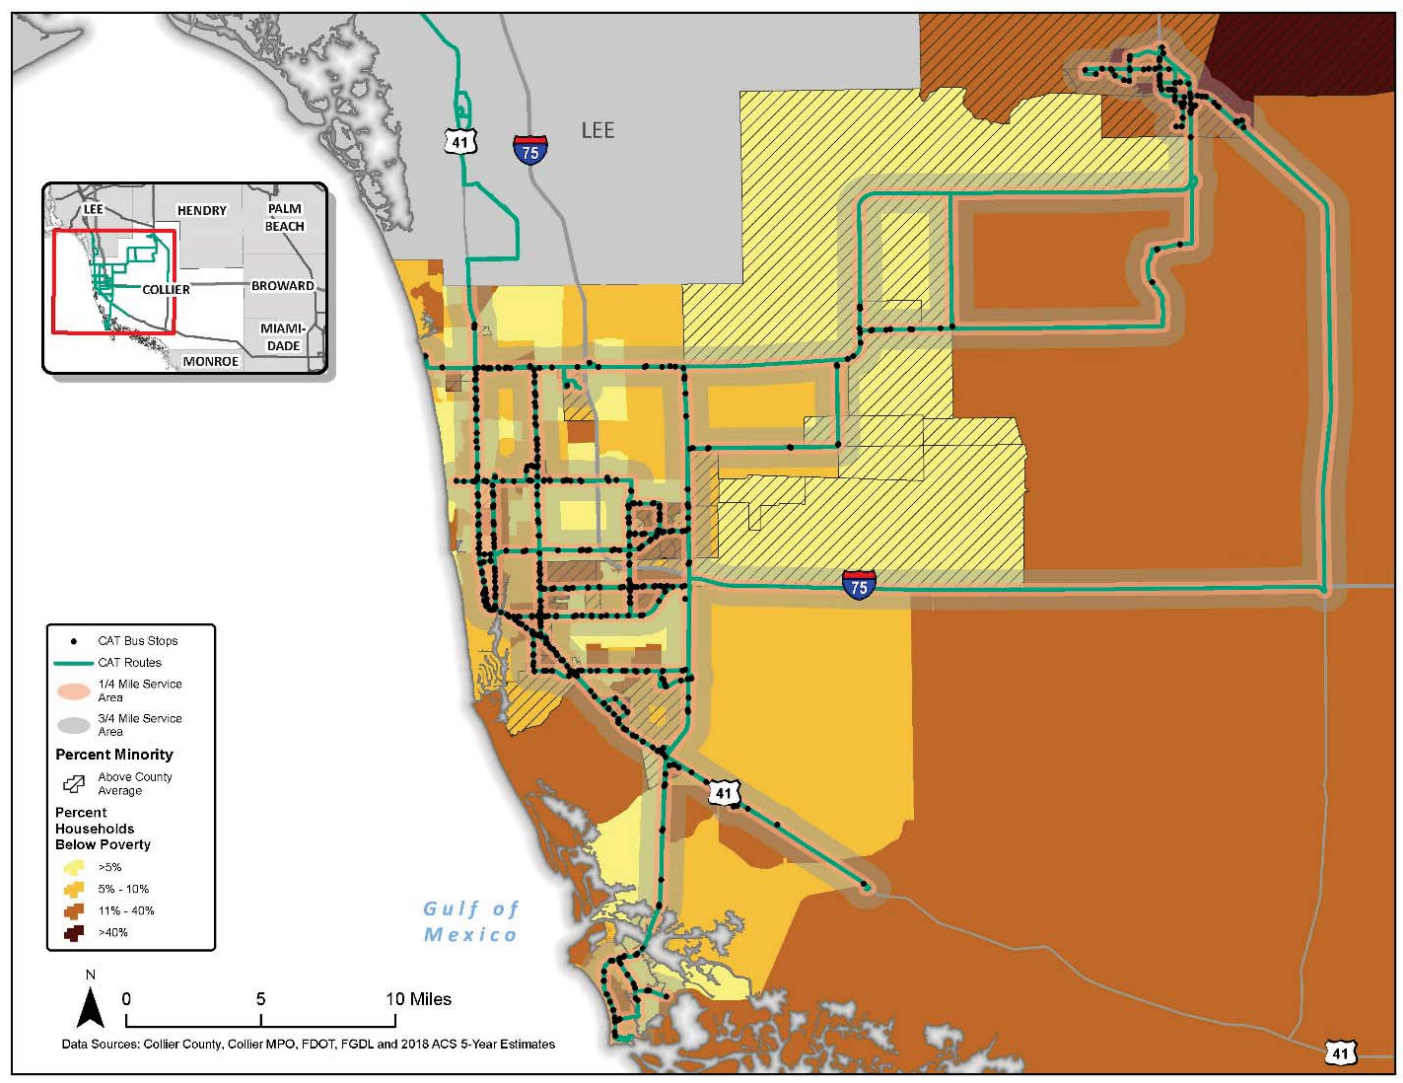 41
75
LEE
LEE
HENDRY
PALM
BEACH
COLLIER
BROWARD
MIAMI-
DADE
MONROE
75
41
CAT Bus Stops
CAT Routes
1/4 Mile Service
Area
3/4 Mile Service
Area
Percent Minority
Above County
Average
Percent
Households
Below Poverty
>5%
5% - 10%
11% - 40%
>40%
Gulf of
Mexico
N
0 5 10 Miles
Data Sources: Collier County, Collier MPO, FDOT, FGDL and 2018 ACS 5-Year Estimates
41